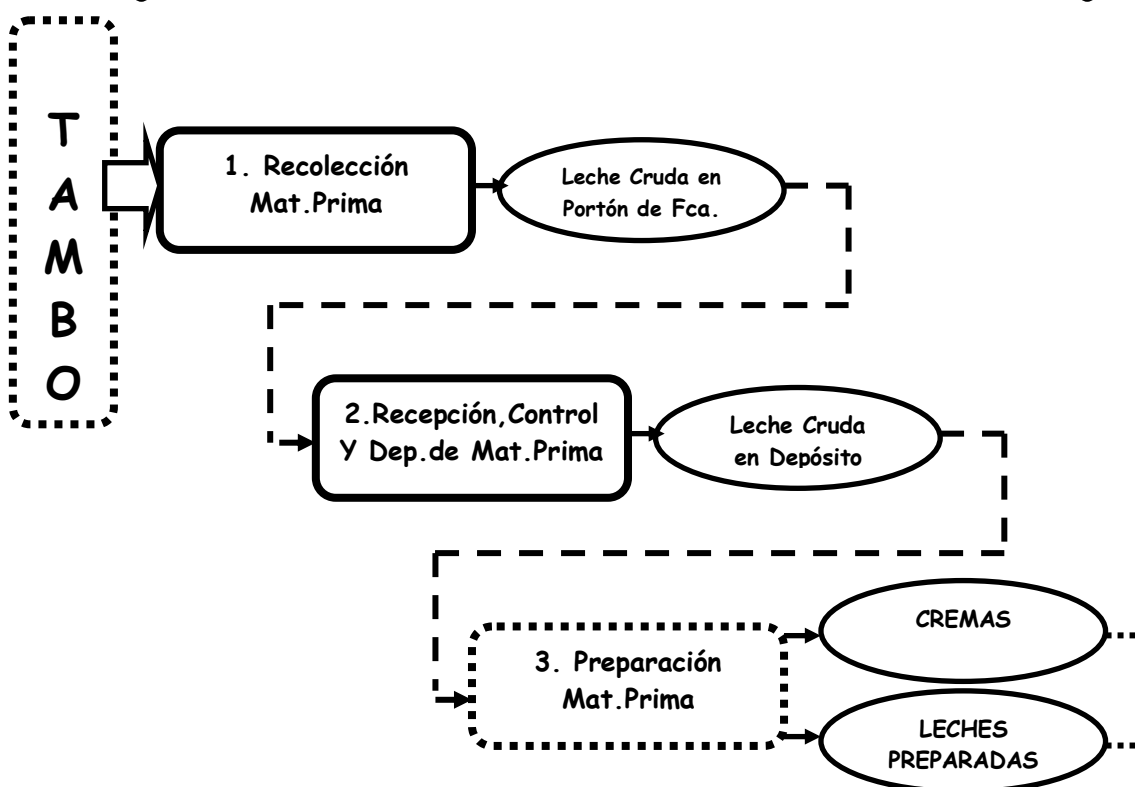 T
A
M
B
O
1. Recolección
Mat.Prima
Leche Cruda en
Portón de Fca.
2.Recepción,Control
Y Dep.de Mat.Prima
Leche Cruda
en Depósito
3. Preparación
Mat.Prima
CREMAS
LECHES
PREPARADAS